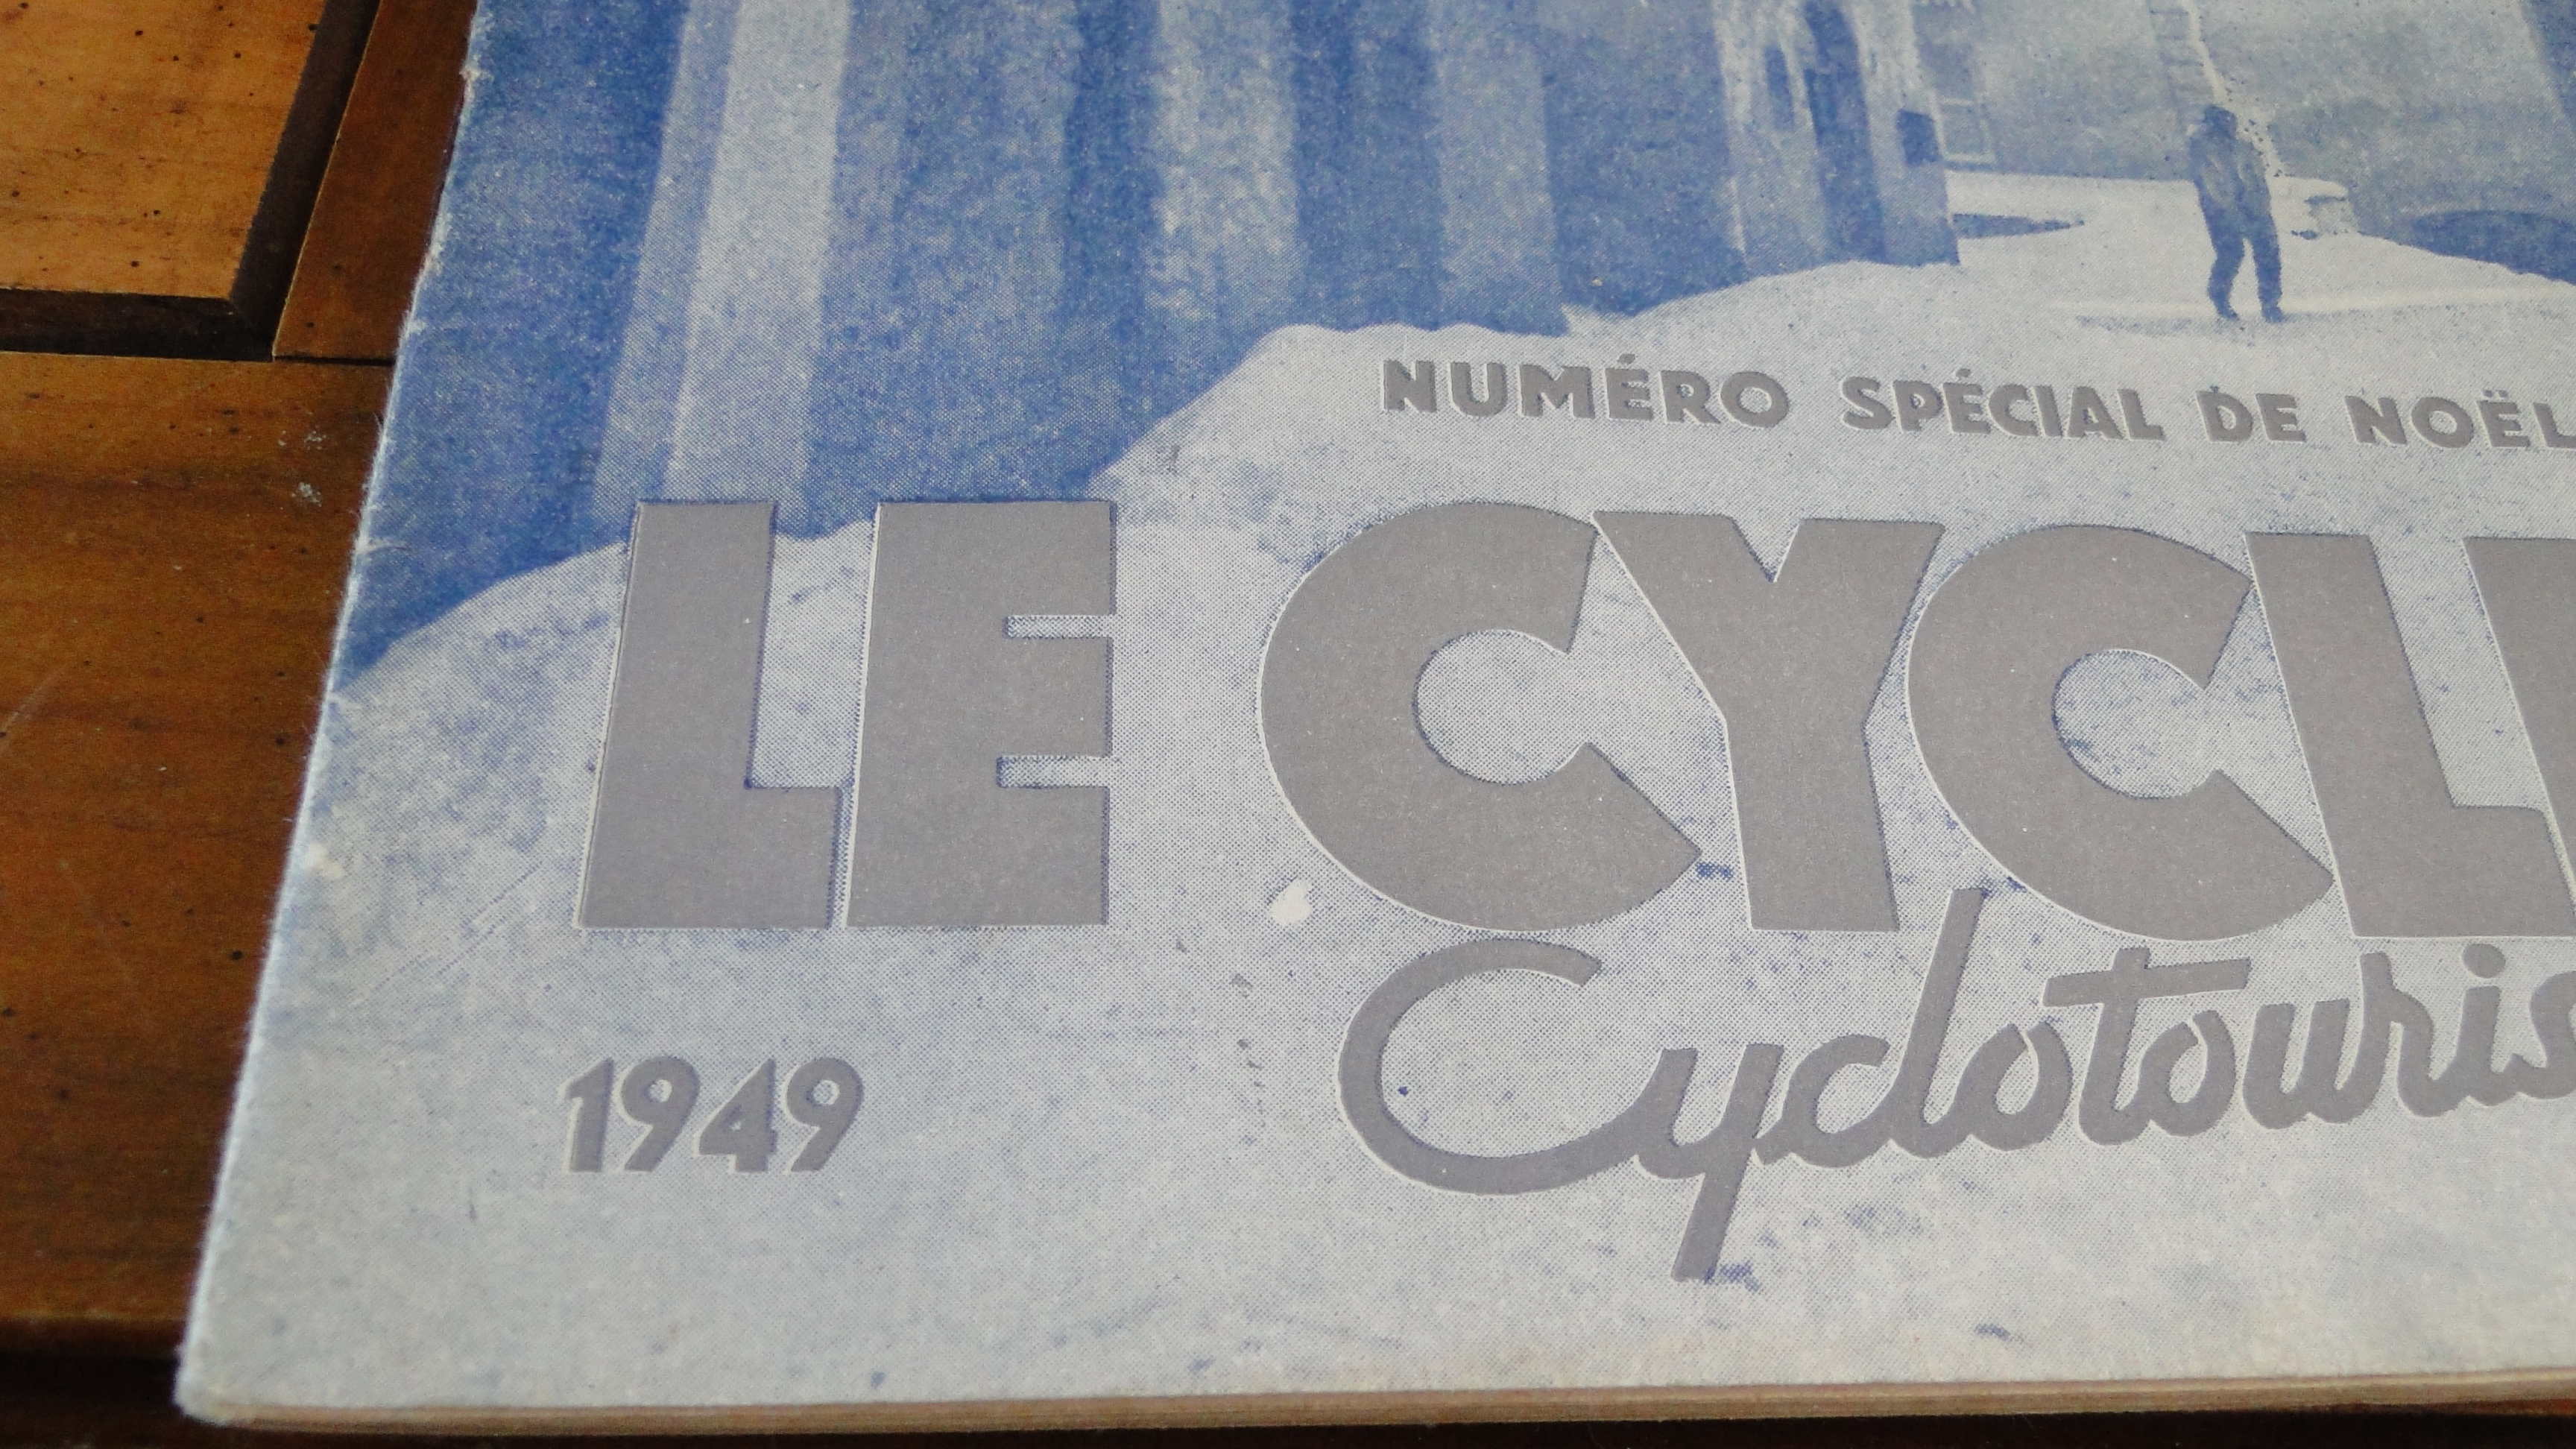 NUMÉRO SPÉCIAL DE NOËL
LE CYCL
Cyclotouris
1949